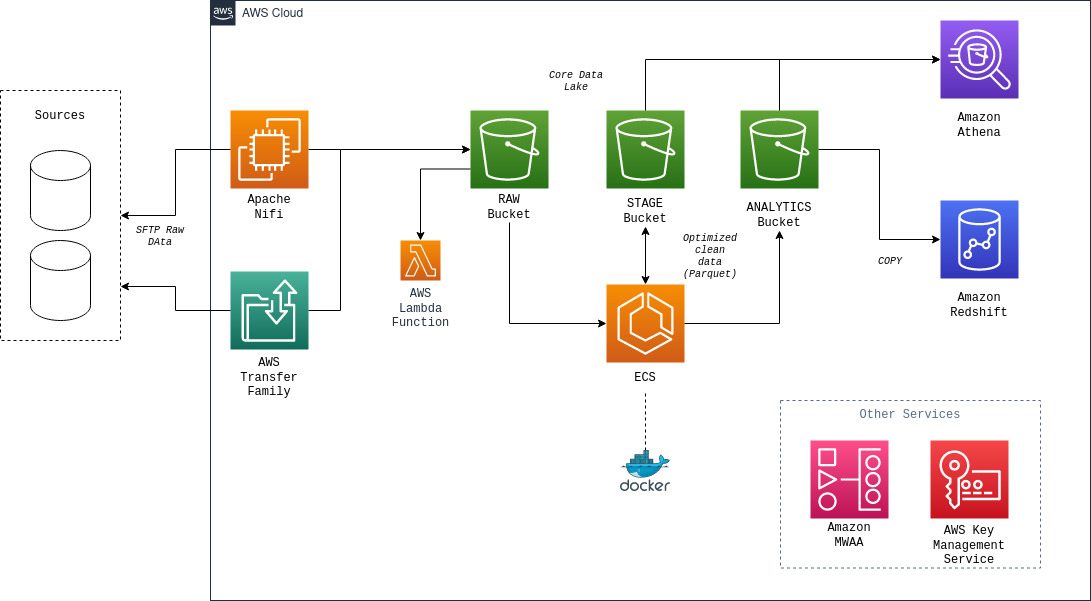 aws
AWS Cloud
Sources
SFTP Raw
DAta
Apache
Nifi
AWS
Transfer
Family
Core Data
Lake
RAW
Bucket
STAGE
Bucket
ANALYTICS
Bucket
AWS
Lambda
Function
Optimized
clean
data
(Parquet)
ECS
docker
Amazon
Athena
COPY
Amazon
Redshift
Other Services
Amazon
MWAA
AWS Key
Management
Service